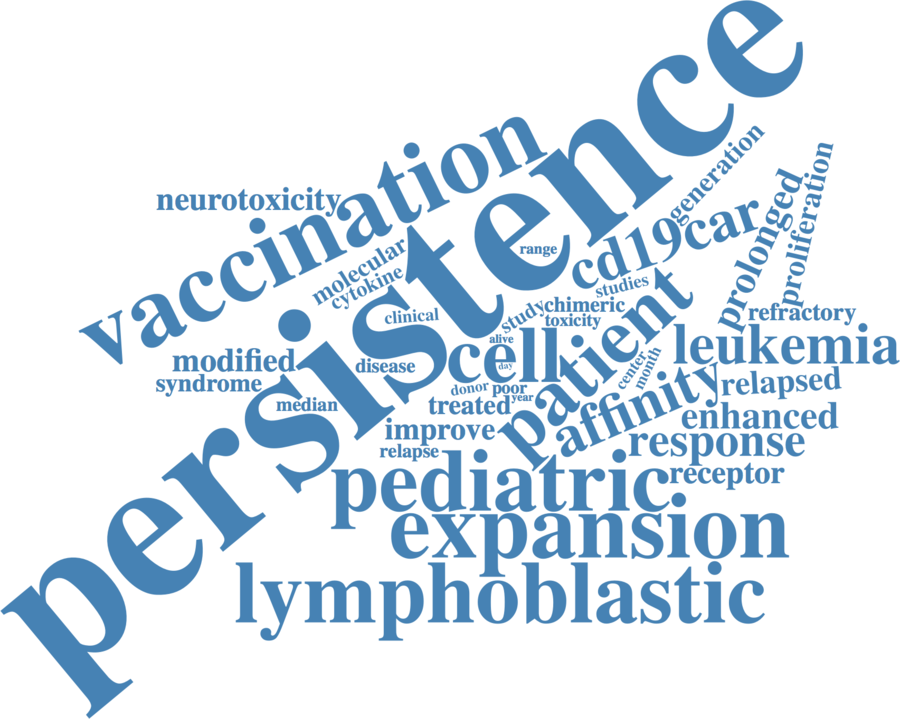 persistence
vaccination
neurotoxicity
generation
proliferation
prolonged
cd19car
range
molecular
cytokine
studies
clinical
study
chimeric
toxicity
refractory
patient
leukemia
alive
cell
day
modified
disease
syndrome
center
month
relapsed
donor
poor
year
affinity
median
treated
enhanced
improve
response
relapse
pediatric
receptor
expansion
lymphoblastic